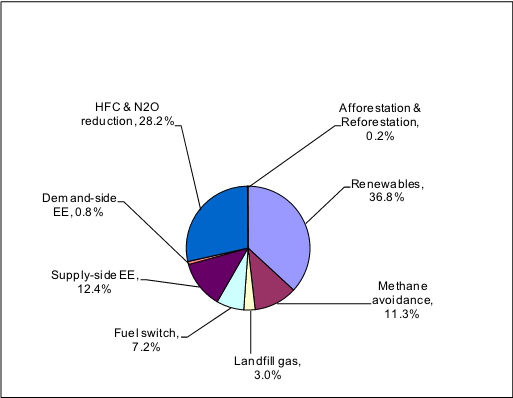 HFC & N2O
reduction, 28.2%
Afforestation &
Reforestation,
0.2%
Renewables,
36.8%
Demand-side
EE, 0.8%
Supply-side EE,
12.4%
Methane
avoidance,
11.3%
Fuel switch,
7.2%
Landfill gas,
3.0%